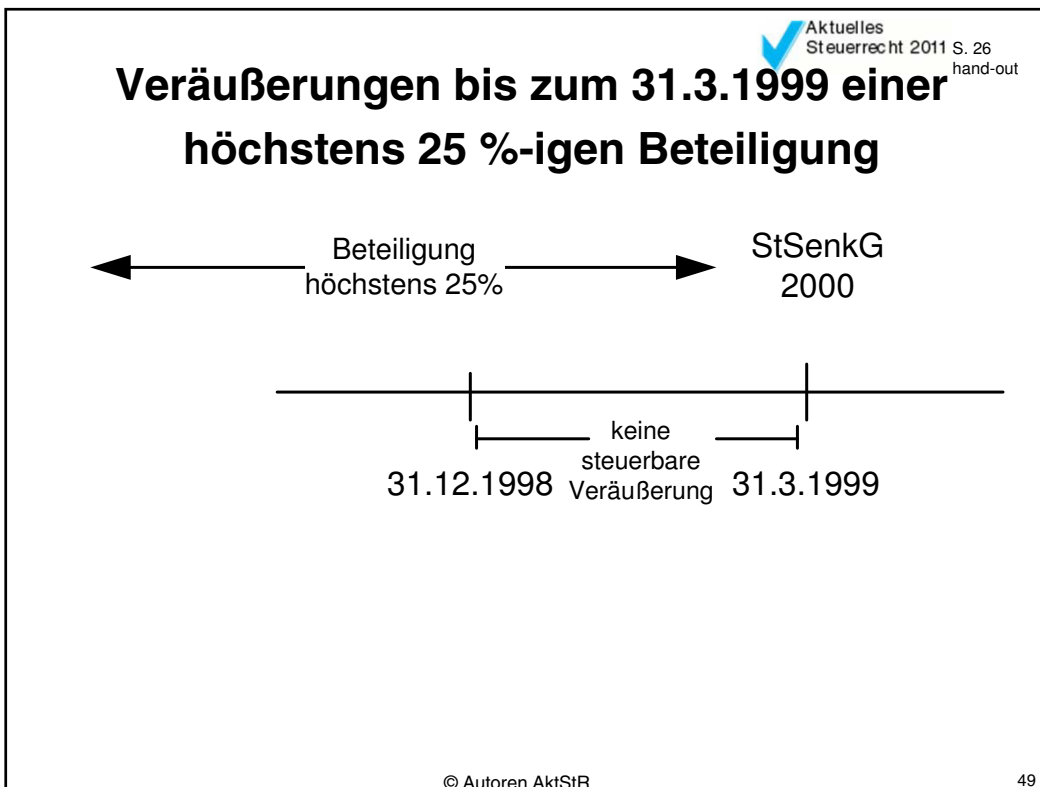 Aktuelles
Steuerrecht 2011 S. 26
hand-out
Veräußerungen bis zum 31.3.1999 einer
höchstens 25 %-igen Beteiligung
Beteiligung
höchstens 25%
StSenkG
2000
keine
steuerbare
Veräußerung
31.12.1998
31.3.1999
© Autoren AktStR
49